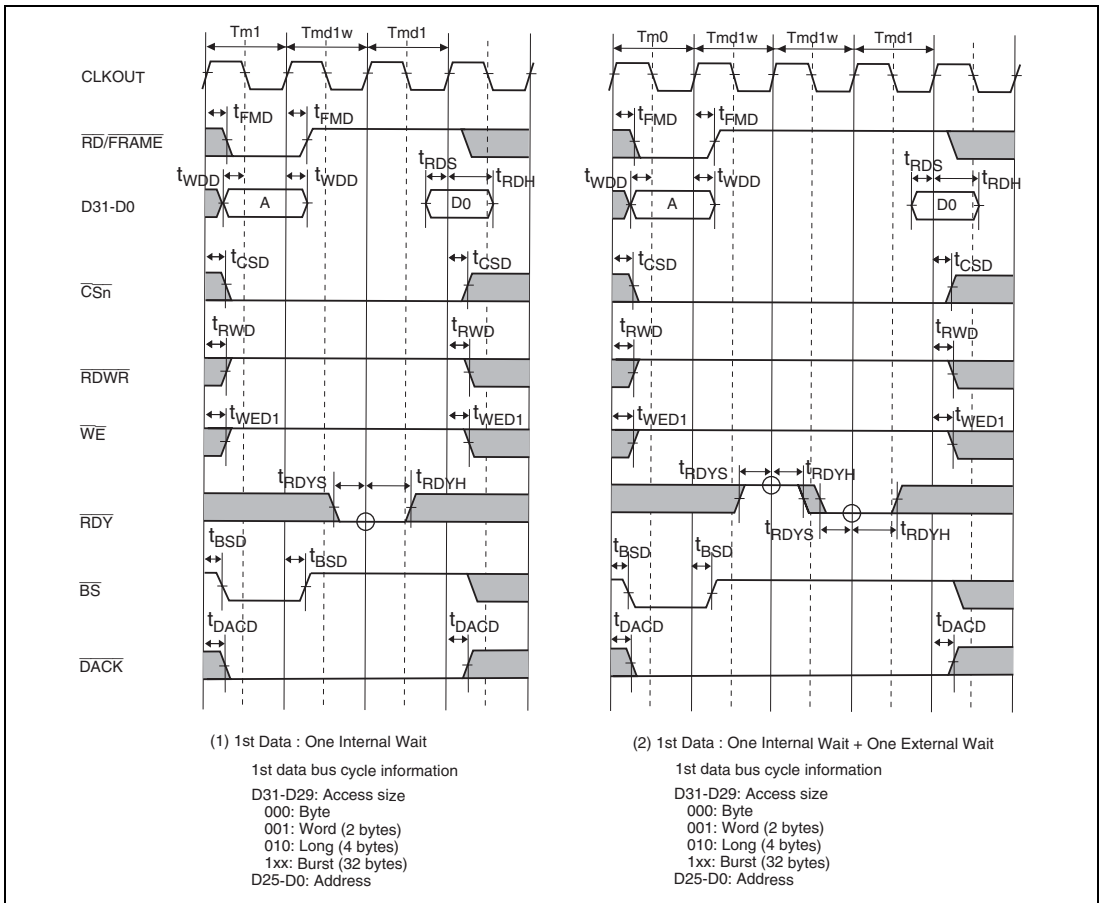 Tm1 Tmd1w Tmd1 Tm0 Tmd1w Tmd1w Tmd1
CLKOUT
tFMD tFMD tFMD tFMD
RD/FRAME
tRDS tRDS
tWDD tWDD tRDH tWDD tWDD tRDH
D31-D0 A D0 A D0
tCSD tCSD tCSD tCSD
CSn
tRWD tRWD tRWD tRWD
RDWR
tWED1 tWED1 tWED1 tWED1
WE
tRDYS tRDYH tRDYS tRDYH
RDY
tRDYS tRDYH
tBSD tBSD tBSD tBSD
BS
tDACD tDACD tDACD tDACD
DACK
(1) 1st Data : One Internal Wait
1st data bus cycle information
D31-D29: Access size
000: Byte
001: Word (2 bytes)
010: Long (4 bytes)
1xx: Burst (32 bytes)
D25-D0: Address
(2) 1st Data : One Internal Wait + One External Wait
1st data bus cycle information
D31-D29: Access size
000: Byte
001: Word (2 bytes)
010: Long (4 bytes)
1xx: Burst (32 bytes)
D25-D0: Address